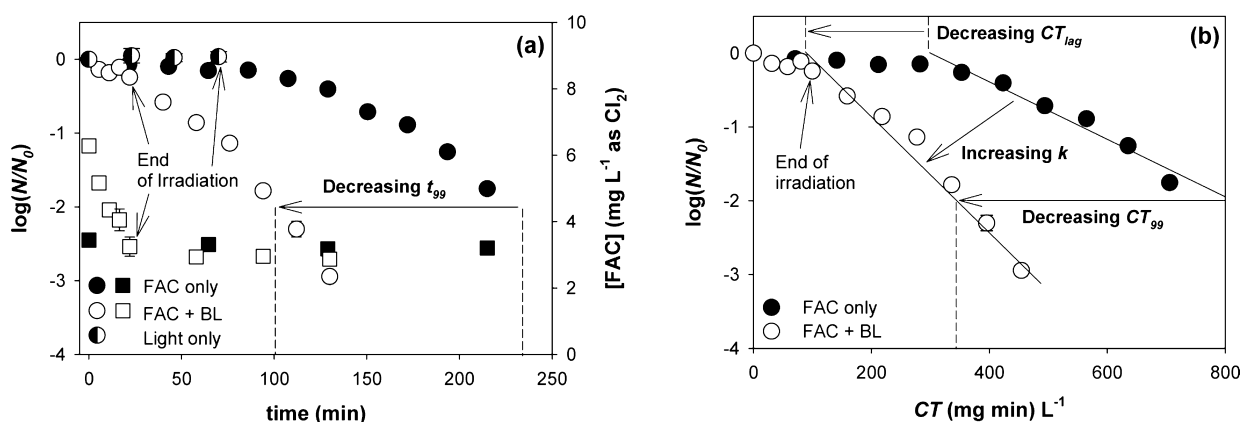 (a)
log(N/N0)
0
-1
-2
-3
-4
10
8
6
4
2
0
[FAC] (mg L-1 as Cl2)
End
of Irradiation
Decreasing t99
FAC only
FAC + BL
Light only
0 50 100 150 200 250
time (min)
(b)
Decreasing CTlag
log(N/N0)
0
-1
-2
-3
-4
End of
irradiation
Increasing k
Decreasing CT99
FAC only
FAC + BL
0 200 400 600 800
CT (mg min) L-1